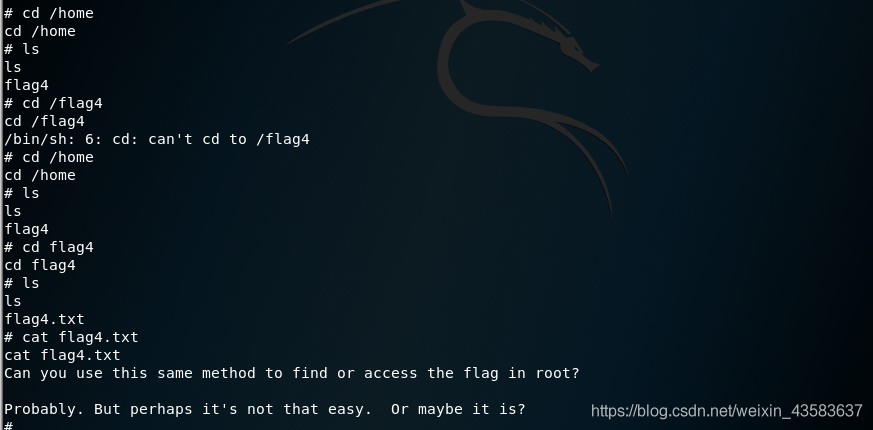 # cd /home
cd /home
# ls
ls
flag4
# cd /flag4
cd /flag4
/bin/sh: 6: cd: can't cd to /flag4
# cd /home
cd /home
# ls
ls
flag4
# cd flag4
cd flag4
# ls
ls
flag4.txt
# cat flag4.txt
cat flag4.txt
Can you use this same method to find or access the flag in root?
Probably. But perhaps it's not that easy.  Or maybe it is?
https://blog.csdn.net/weixin_43583637
#